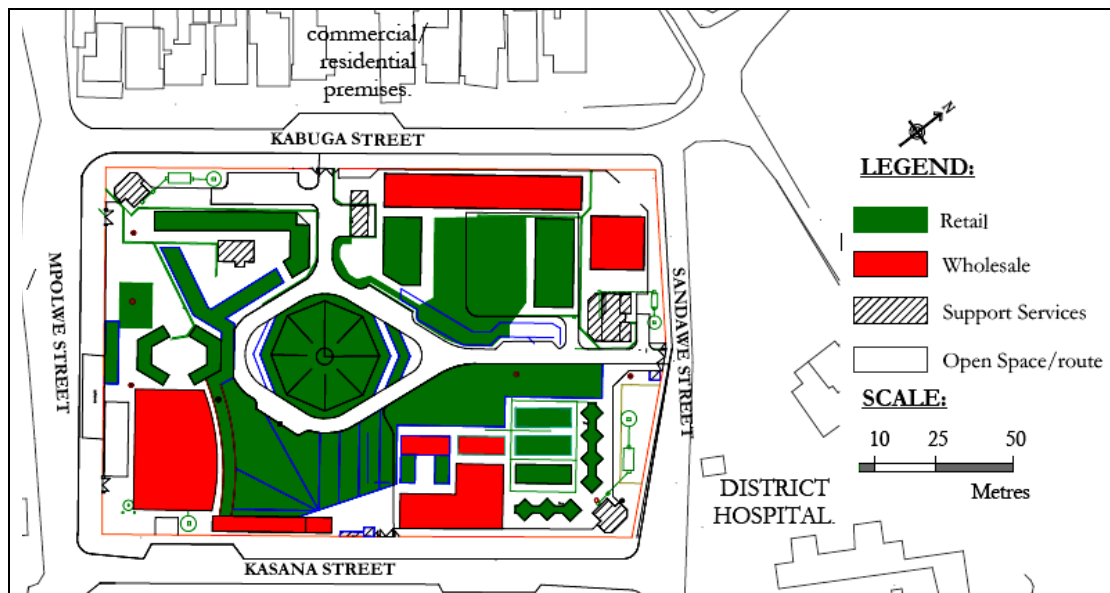 commercial/
residential
premises.
KABUGA STREET
N
LEGEND:
Retail
Wholesale
Support Services
Open Space/route
SCALE:
10 25 50
Metres
MPOLWE STREET
SANDAWE STREET
DISTRICT
HOSPITAL
KASANA STREET